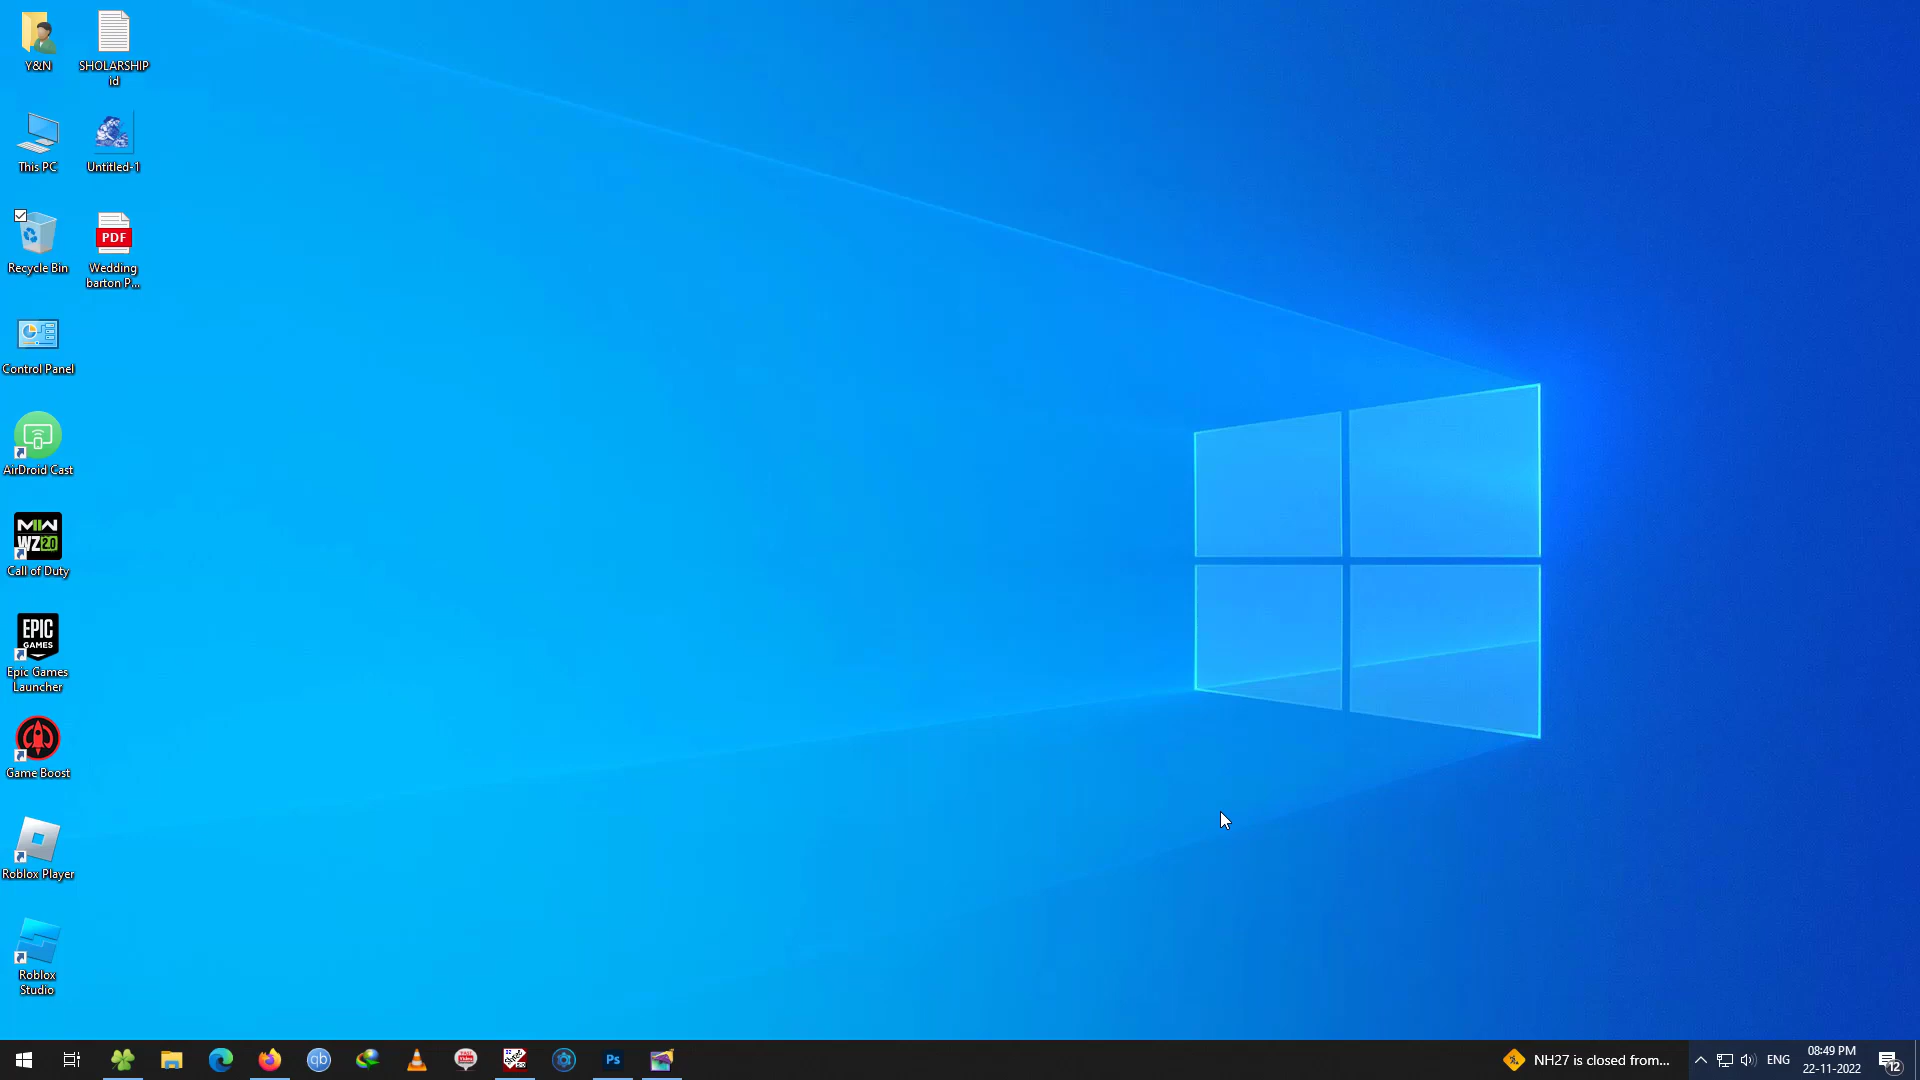 Y&N
SHOLARSHIP
id
This PC
Untitled-1
Recycle Bin
PDF
Wedding
barton P...
Control Panel
AirDroid Cast
MW
WZ 2.0
Call of Duty
EPIC
GAMES
Epic Games
Launcher
Game Boost
Roblox Player
Roblox
Studio
qb
Ps
NH27 is closed from...
ENG
08:49 PM
22-11-2022
12